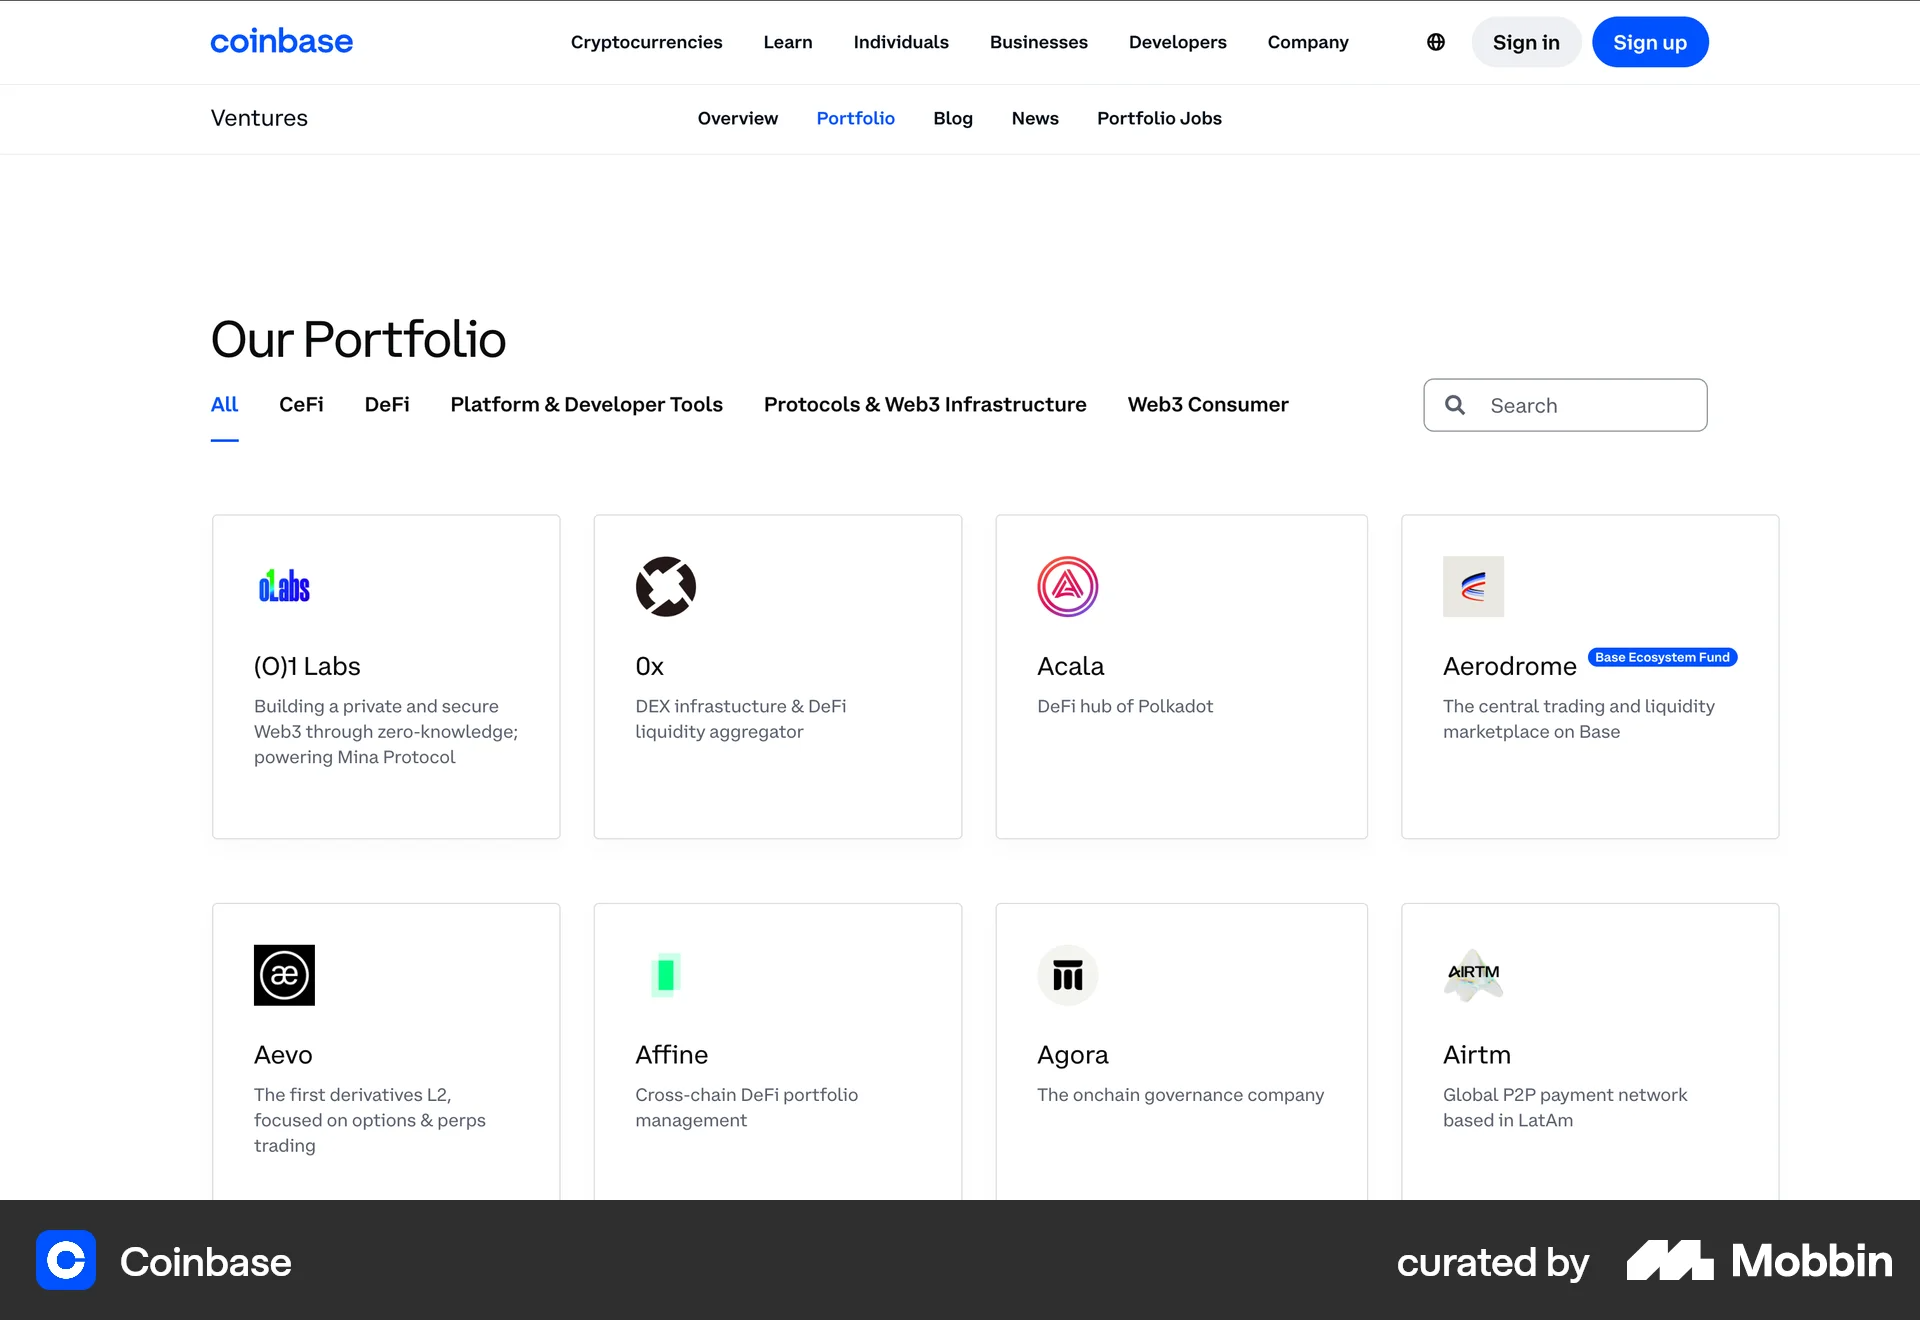 coinbase
Cryptocurrencies Learn Individuals Businesses Developers Company Sign in Sign up
Ventures
Overview Portfolio Blog News Portfolio Jobs
Our Portfolio
All CeFi DeFi Platform & Developer Tools Protocols & Web3 Infrastructure Web3 Consumer Search
o1Labs
(O)1 Labs
Building a private and secure
Web3 through zero-knowledge;
powering Mina Protocol
0x
DEX infrastucture & DeFi
liquidity aggregator
Acala
DeFi hub of Polkadot
Aerodrome Base Ecosystem Fund
The central trading and liquidity
marketplace on Base
æ
Aevo
The first derivatives L2,
focused on options & perps
trading
Affine
Cross-chain DeFi portfolio
management
Agora
The onchain governance company
AIRTM
Airtm
Global P2P payment network
based in LatAm
Coinbase
curated by Mobbin